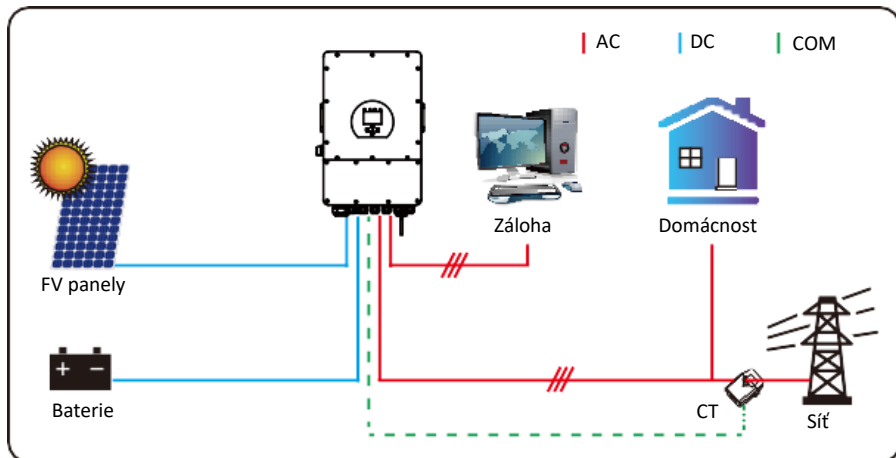 AC
DC
COM
Záloha
Domácnost
FV panely
Baterie
CT
Síť